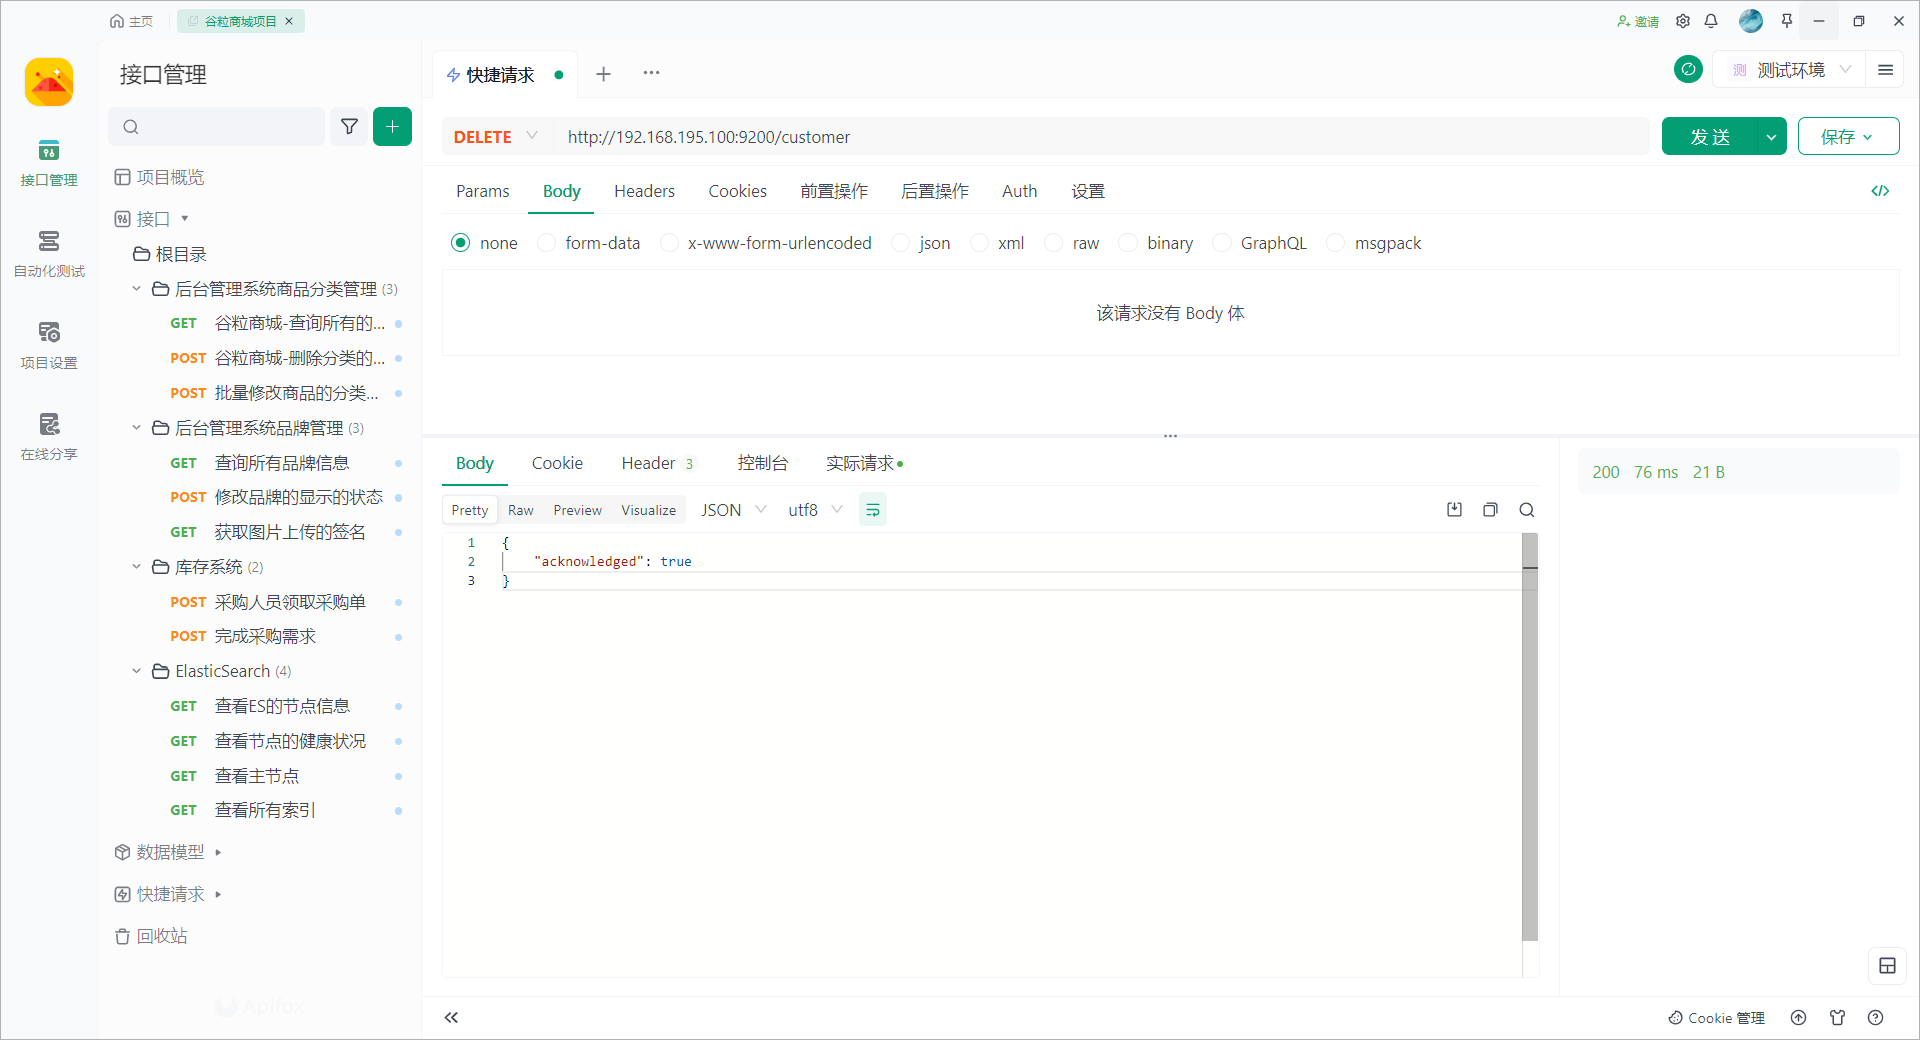 主页
谷粒商城项目
邀请
接口管理
快捷请求
测 测试环境
接口管理
自动化测试
项目设置
在线分享
项目概览
接口
根目录
后台管理系统商品分类管理 (3)
GET 谷粒商城-查询所有的...
POST 谷粒商城-删除分类的...
POST 批量修改商品的分类...
后台管理系统品牌管理 (3)
GET 查询所有品牌信息
POST 修改品牌的显示的状态
GET 获取图片上传的签名
库存系统 (2)
POST 采购人员领取采购单
POST 完成采购需求
ElasticSearch (4)
GET 查看ES的节点信息
GET 查看节点的健康状况
GET 查看主节点
GET 查看所有索引
数据模型
快捷请求
回收站
Apifox
DELETE http://192.168.195.100:9200/customer
发 送
保存
Params Body Headers Cookies 前置操作 后置操作 Auth 设置
none form-data x-www-form-urlencoded json xml raw binary GraphQL msgpack
该请求没有 Body 体
Body Cookie Header 3 控制台 实际请求
200 76 ms 21 B
Pretty Raw Preview Visualize JSON utf8
1 {
2 "acknowledged": true
3 }
Cookie 管理